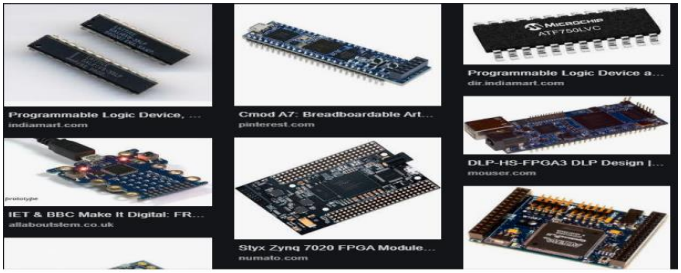 Programmable Logic Device, ...
indiamart.com
prototype
IET & BBC Make It Digital: FR...
allaboutstem.co.uk
Cmod A7: Breadboardable Art...
pinterest.com
Styx Zynq 7020 FPGA Module...
numato.com
MICROCHIP
ATF750LVC
Programmable Logic Device a...
dir.indiamart.com
DLP-HS-FPGA3 DLP Design |...
mouser.com